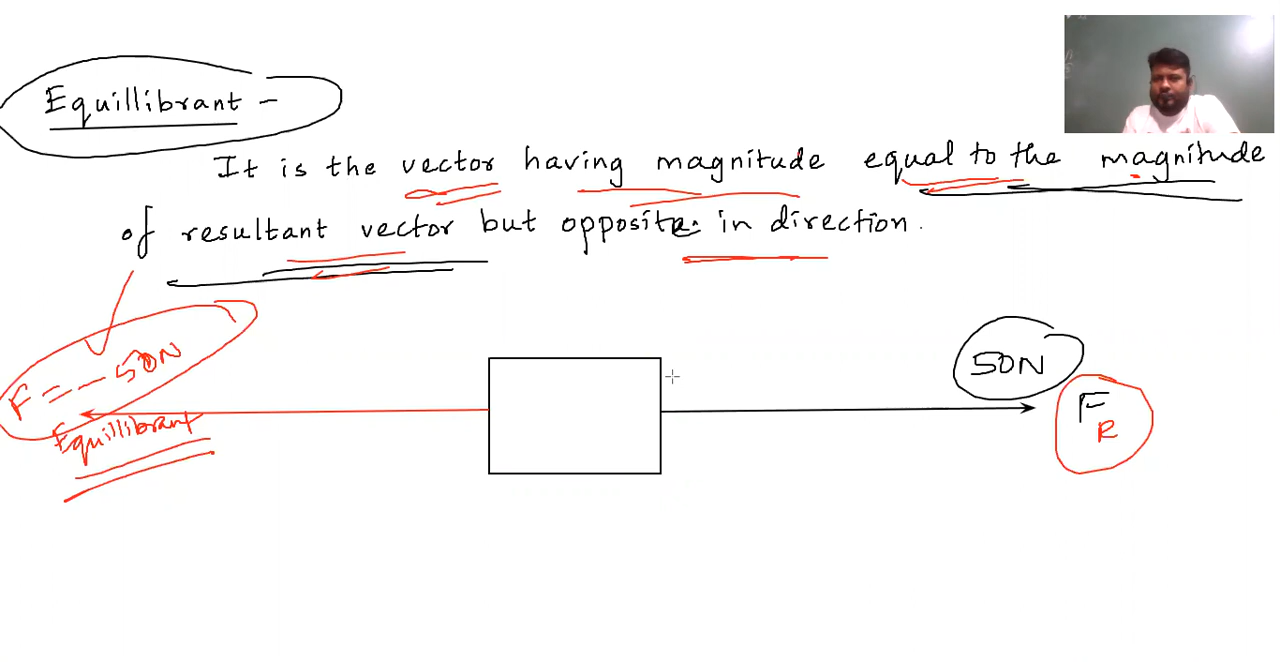 Equillibrant -
It is the vector having magnitude equal to the magnitude
of resultant vector but opposite in direction.
F = - 50N
Equillibrant
50N
F
R